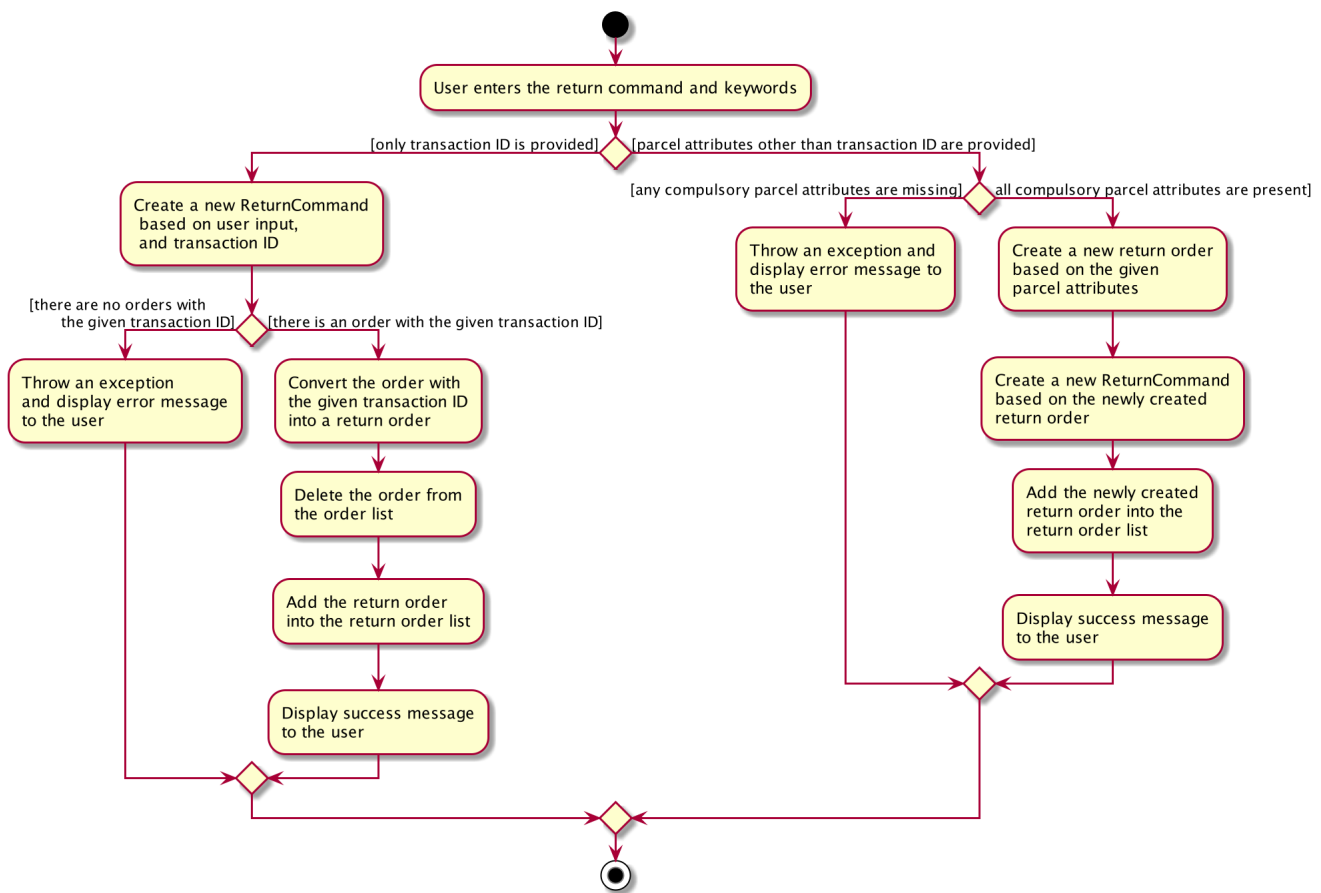 User enters the return command and keywords
[only transaction ID is provided]
[parcel attributes other than transaction ID are provided]
Create a new ReturnCommand
based on user input,
and transaction ID
[there are no orders with
the given transaction ID]
[there is an order with the given transaction ID]
Throw an exception
and display error message
to the user
Convert the order with
the given transaction ID
into a return order
Delete the order from
the order list
Add the return order
into the return order list
Display success message
to the user
[any compulsory parcel attributes are missing]
all compulsory parcel attributes are present]
Throw an exception and
display error message to
the user
Create a new return order
based on the given
parcel attributes
Create a new ReturnCommand
based on the newly created
return order
Add the newly created
return order into the
return order list
Display success message
to the user